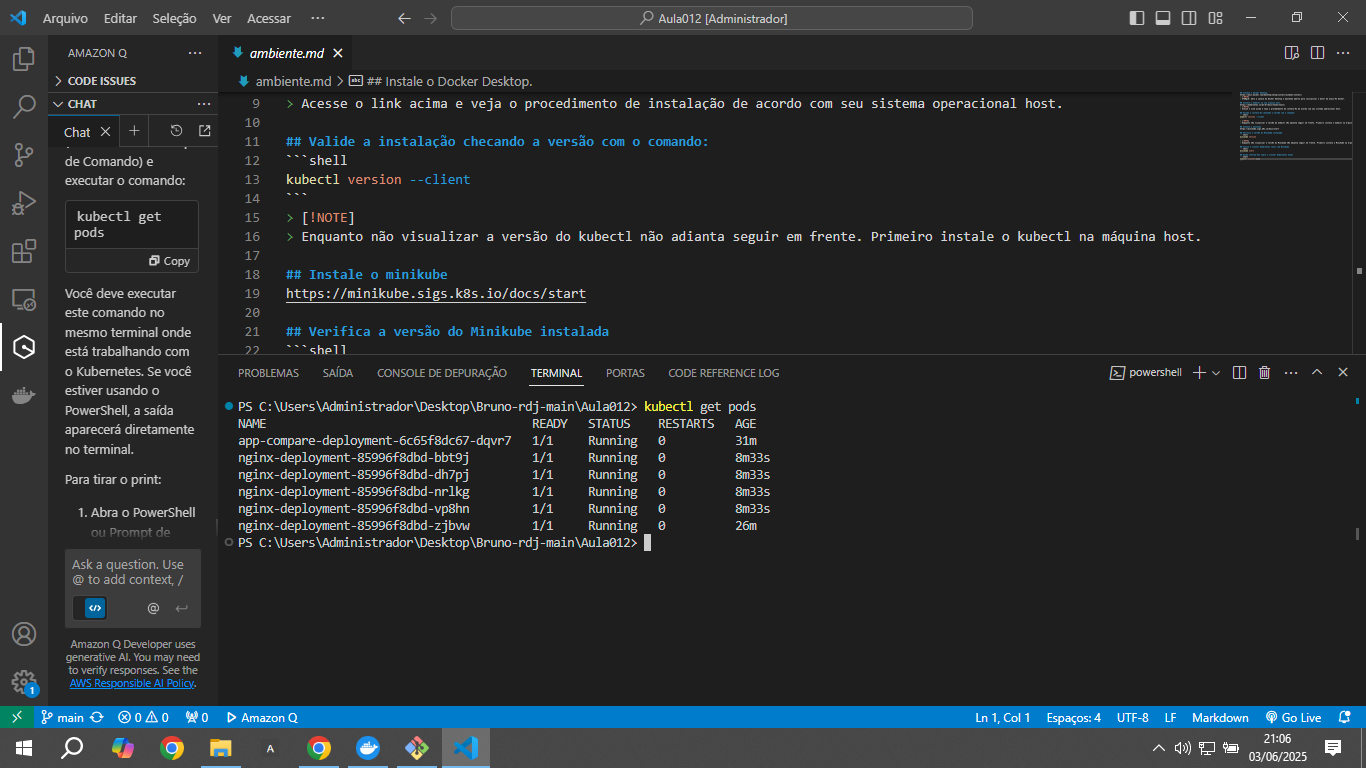 Arquivo Editar Seleção Ver Acessar ··· Aula012 [Administrador]
AMAZON Q ···
CODE ISSUES
CHAT ···
Chat
de Comando) e
executar o comando:
kubectl get
pods
Copy
Você deve executar
este comando no
mesmo terminal onde
está trabalhando com
o Kubernetes. Se você
estiver usando o
PowerShell, a saída
aparecerá diretamente
no terminal.
Para tirar o print:
1. Abra o PowerShell
ou Prompt de
Ask a question. Use
@ to add context, /
@
Amazon Q Developer uses
generative AI. You may need
to verify responses. See the
AWS Responsible AI Policy.
ambiente.md
ambiente.md > abc ## Instale o Docker Desktop.
9 > Acesse o link acima e veja o procedimento de instalação de acordo com seu sistema operacional host.
10
11 ## Valide a instalação checando a versão com o comando:
12 ```shell
13 kubectl version --client
14 ```
15 > [!NOTE]
16 > Enquanto não visualizar a versão do kubectl não adianta seguir em frente. Primeiro instale o kubectl na máquina host.
17
18 ## Instale o minikube
19 https://minikube.sigs.k8s.io/docs/start
20
21 ## Verifica a versão do Minikube instalada
22 ```shell
PROBLEMAS SAÍDA CONSOLE DE DEPURAÇÃO TERMINAL PORTAS CODE REFERENCE LOG powershell ···
PS C:\Users\Administrador\Desktop\Bruno-rdj-main\Aula012> kubectl get pods
NAME READY STATUS RESTARTS AGE
app-compare-deployment-6c65f8dc67-dqvr7 1/1 Running 0 31m
nginx-deployment-85996f8dbd-bbt9j 1/1 Running 0 8m33s
nginx-deployment-85996f8dbd-dh7pj 1/1 Running 0 8m33s
nginx-deployment-85996f8dbd-nrlkg 1/1 Running 0 8m33s
nginx-deployment-85996f8dbd-vp8hn 1/1 Running 0 8m33s
nginx-deployment-85996f8dbd-zjbvw 1/1 Running 0 26m
PS C:\Users\Administrador\Desktop\Bruno-rdj-main\Aula012>
1
main 0 0 0 Amazon Q Ln 1, Col 1 Espaços: 4 UTF-8 LF Markdown Go Live
A
21:06
03/06/2025